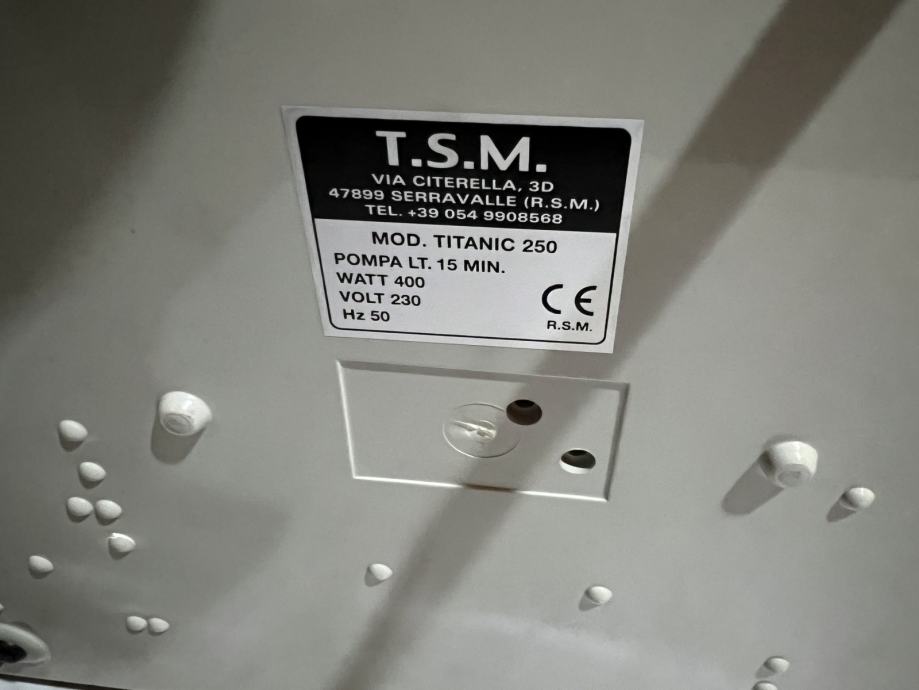 T.S.M.
VIA CITERELLA, 3D
47899 SERRAVALLE (R.S.M.)
TEL. +39 054 9908568
MOD. TITANIC 250
POMPA LT. 15 MIN.
WATT 400
VOLT 230
Hz 50
CE
R.S.M.